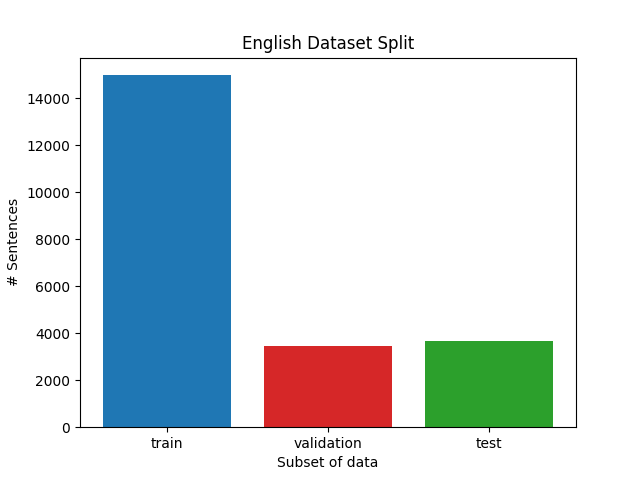 English Dataset Split
14000
12000
10000
8000
6000
4000
2000
0
# Sentences
train validation test
Subset of data